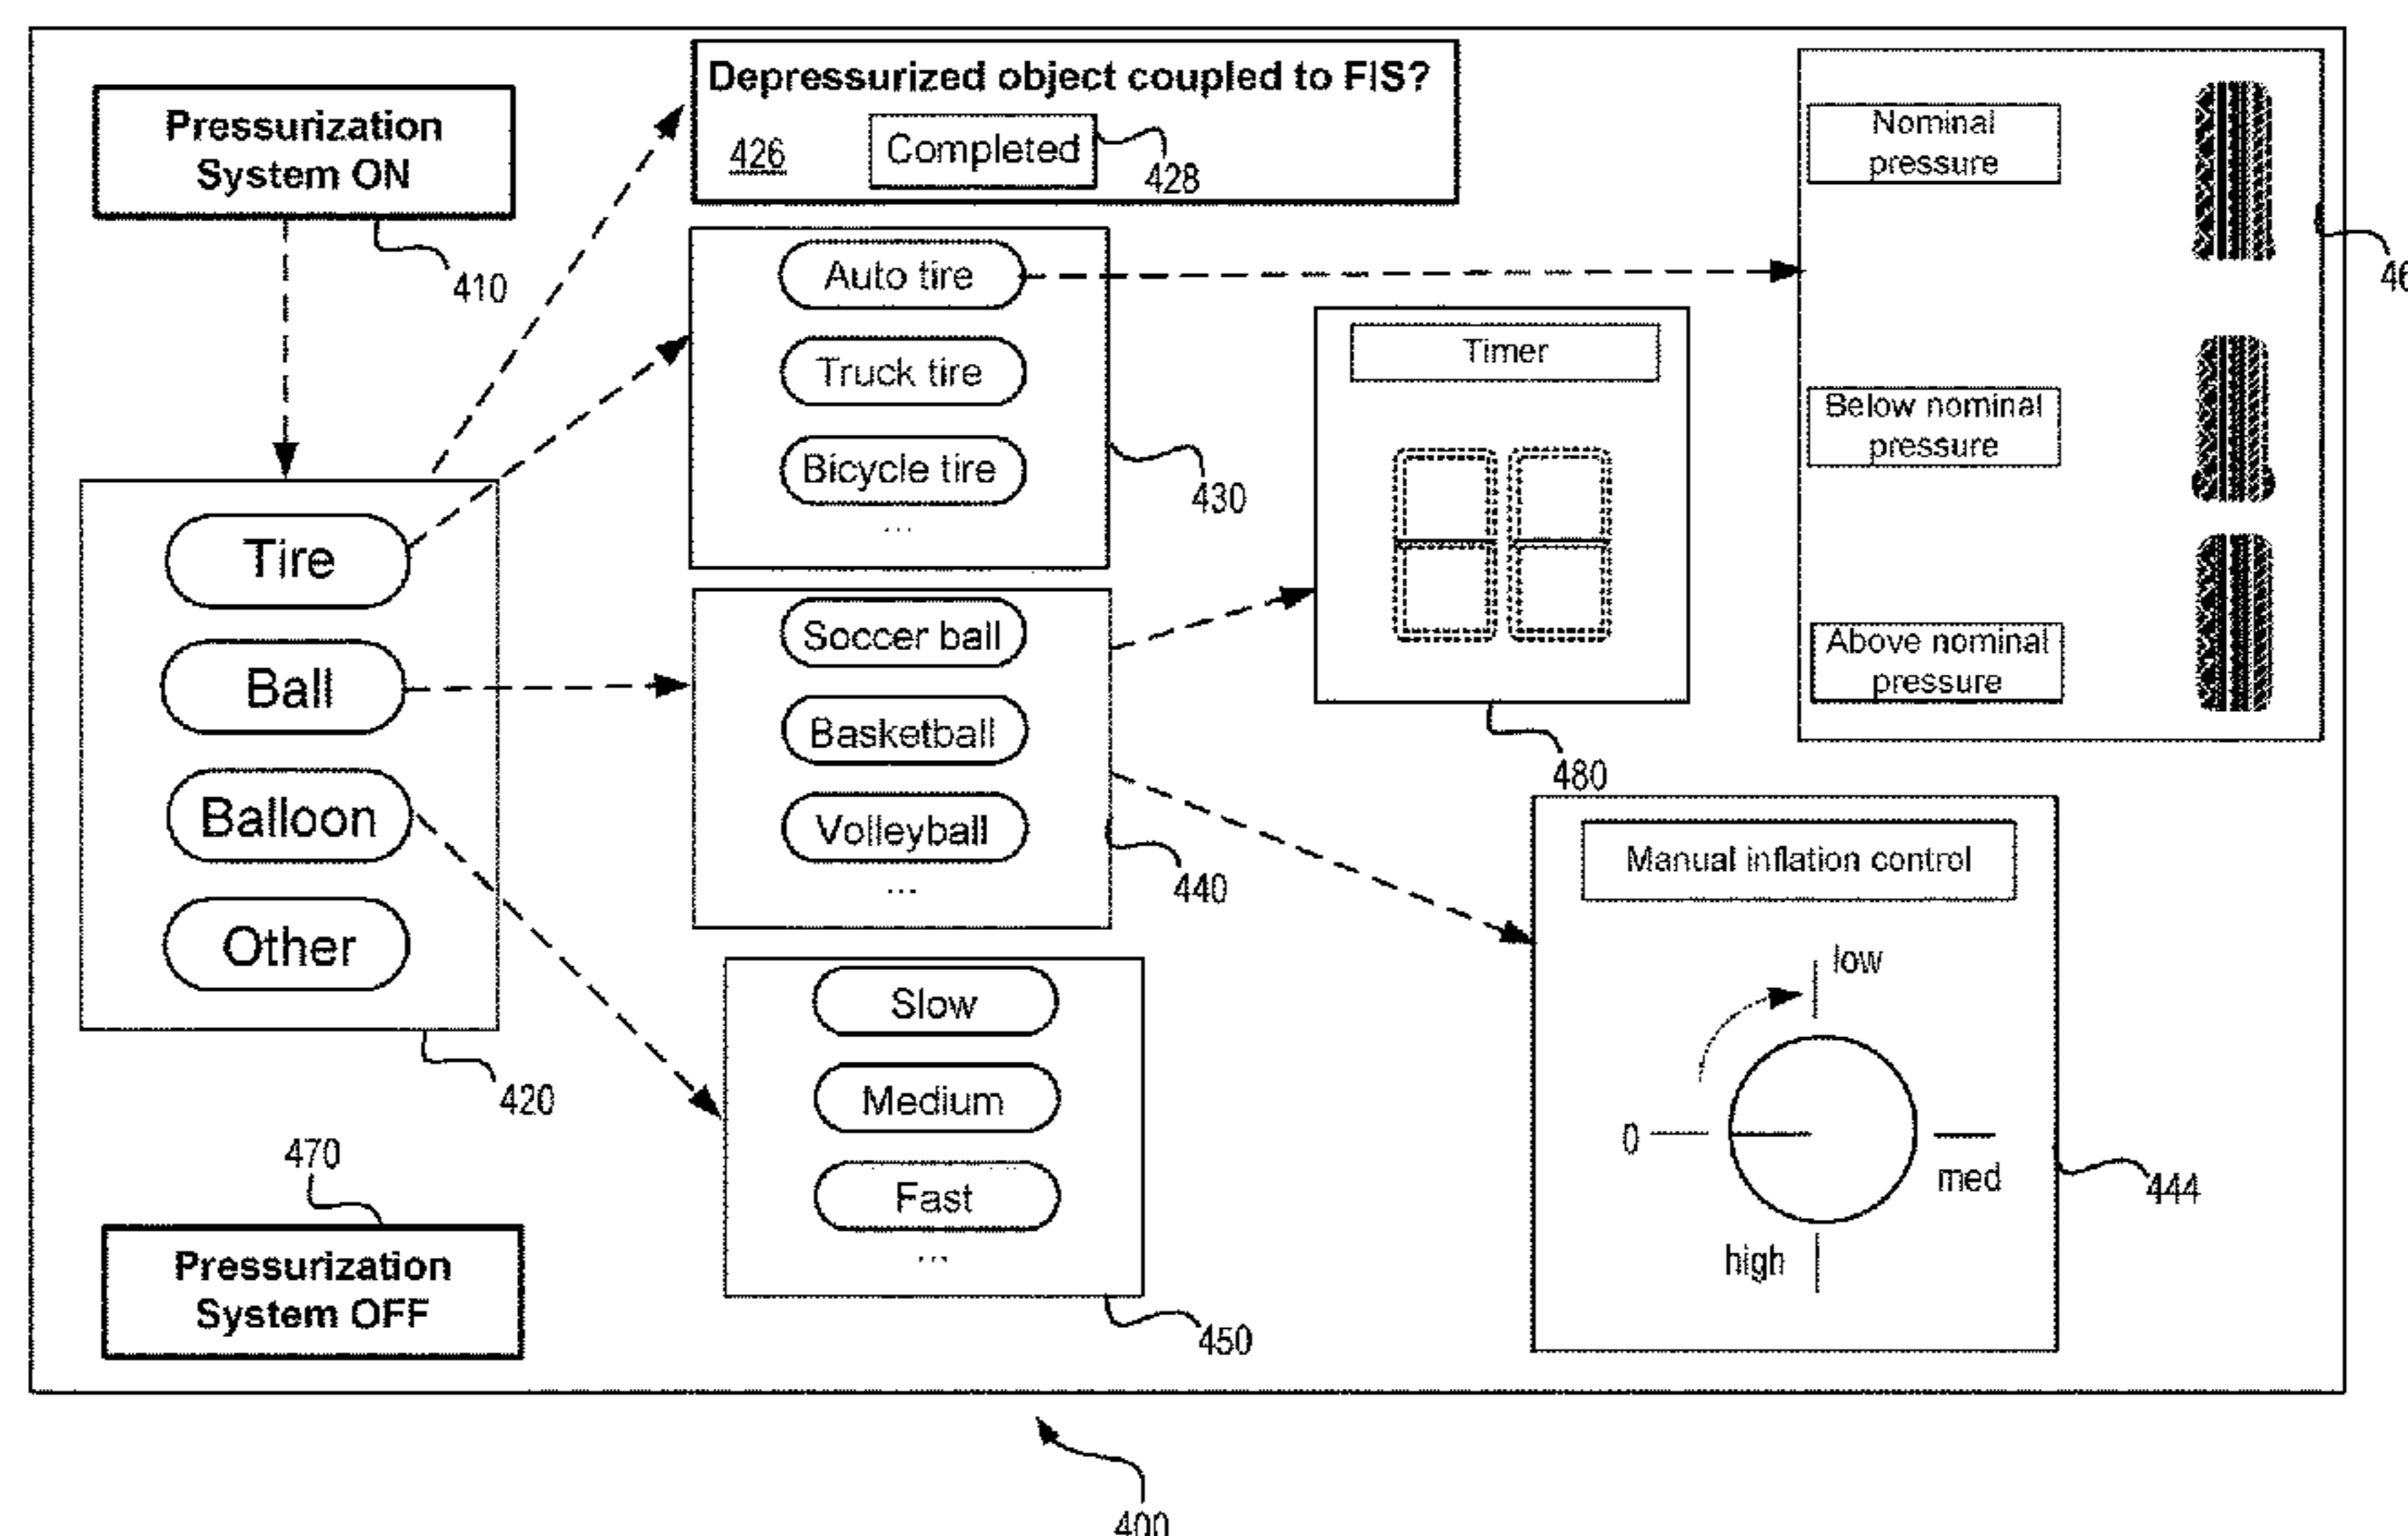 Pressurization
System ON
410
Depressurized object coupled to FIS?
426
Completed
428
Nominal
pressure
Below nominal
pressure
Above nominal
pressure
Auto tire
Truck tire
Bicycle tire
...
430
Timer
480
Tire
Ball
Balloon
Other
420
Soccer ball
Basketball
Volleyball
...
440
Slow
Medium
Fast
...
450
Manual inflation control
low
0
med
high
444
470
Pressurization
System OFF
400